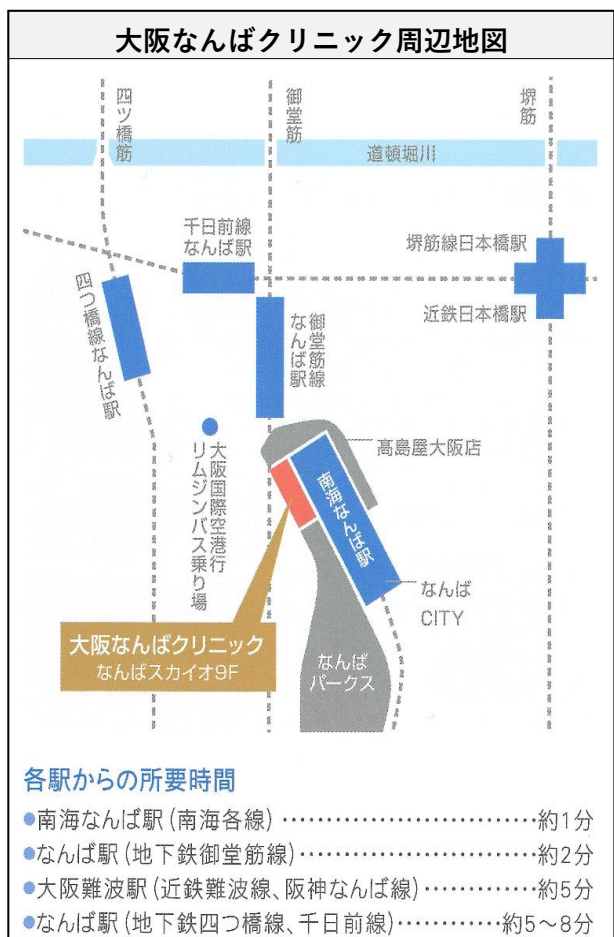 大阪なんばクリニック周辺地図
四ツ橋筋
御堂筋
堺筋
道頓堀川
千日前線
なんば駅
堺筋線日本橋駅
近鉄日本橋駅
四つ橋線なんば駅
御堂筋線
なんば駅
大阪国際空港行
リムジンバス乗り場
髙島屋大阪店
南海なんば駅
なんば
CITY
大阪なんばクリニック
なんばスカイオ9F
なんば
パークス
各駅からの所要時間
●南海なんば駅(南海各線)…………………………約1分
●なんば駅(地下鉄御堂筋線)………………………約2分
●大阪難波駅(近鉄難波線、阪神なんば線)…………約5分
●なんば駅(地下鉄四つ橋線、千日前線)…………約5～8分